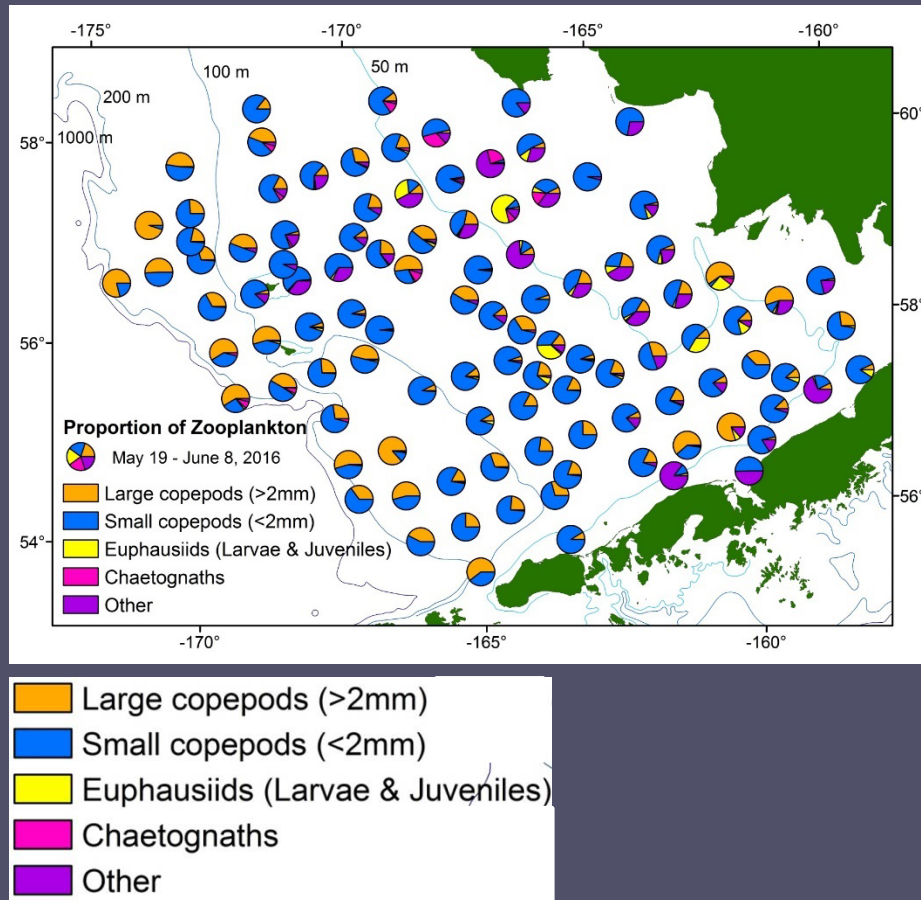 -175°
-170°
-165°
-160°
50 m
100 m
200 m
1000 m
60°
58°
58°
56°
56°
54°
Proportion of Zooplankton
May 19 - June 8, 2016
Large copepods (>2mm)
Small copepods (<2mm)
Euphausiids (Larvae & Juveniles)
Chaetognaths
Other
-170°
-165°
-160°
Large copepods (>2mm)
Small copepods (<2mm)
Euphausiids (Larvae & Juveniles)
Chaetognaths
Other